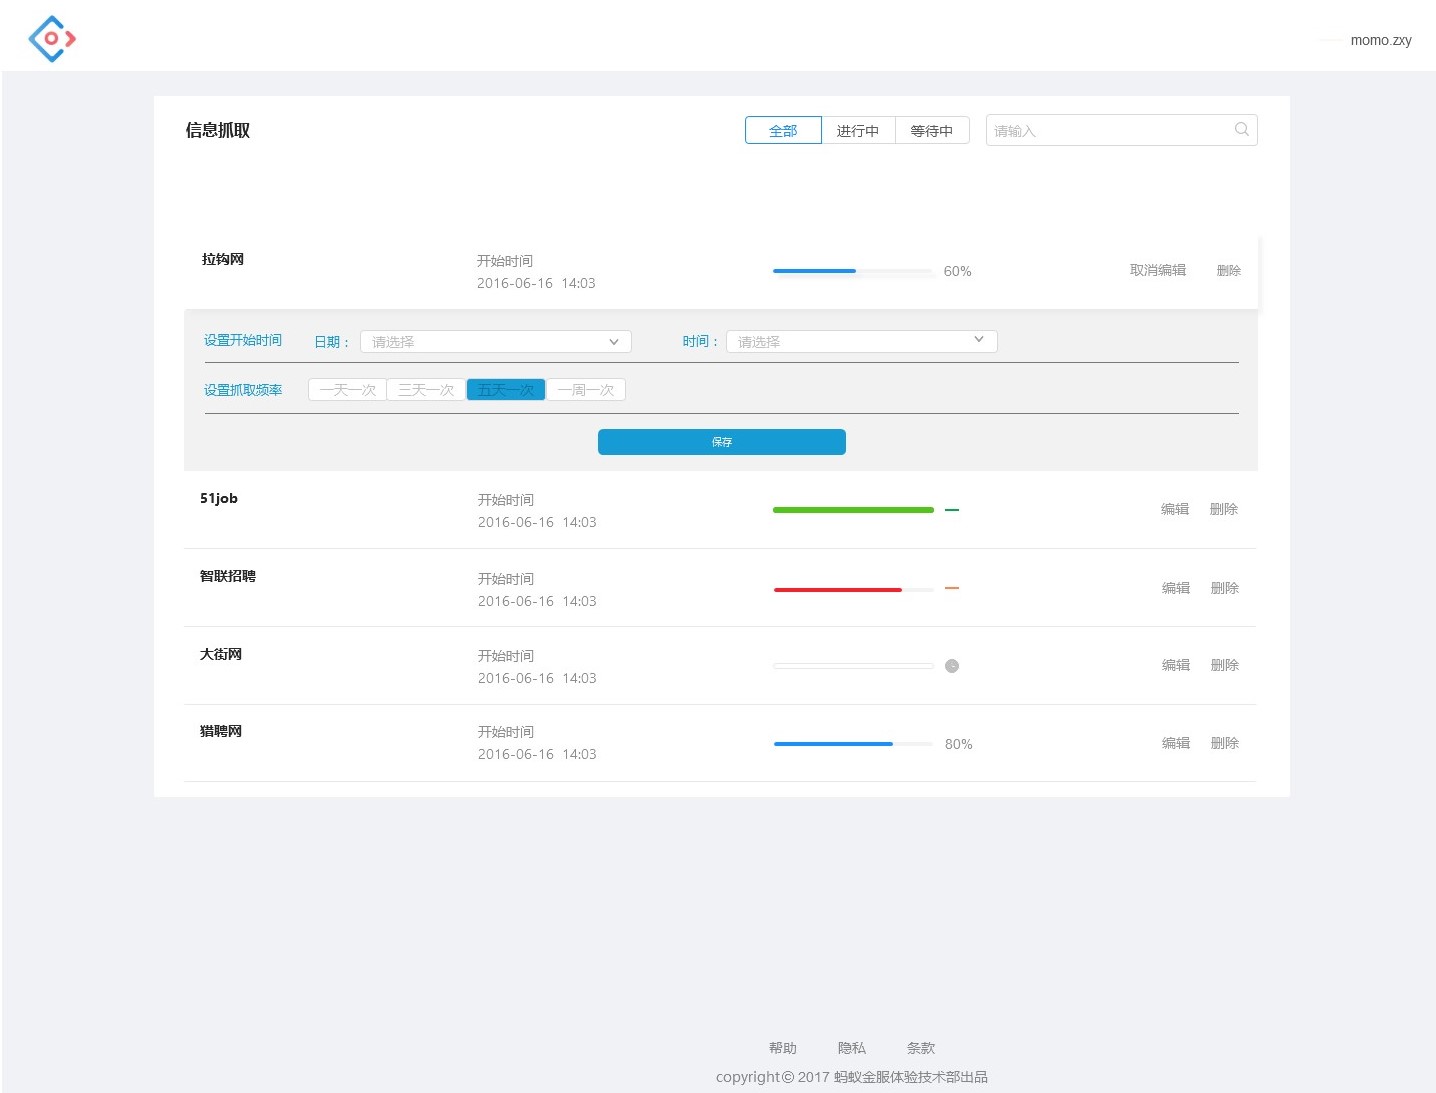 momo.zxy
信息抓取 全部 进行中 等待中 请输入
拉钩网 开始时间 60% 取消编辑 删除
2016-06-16 14:03
设置开始时间 日期： 请选择 时间： 请选择
设置抓取频率 一天一次 三天一次 五天一次 一周一次
保存
51job 开始时间 编辑 删除
2016-06-16 14:03
智联招聘 开始时间 编辑 删除
2016-06-16 14:03
大街网 开始时间 编辑 删除
2016-06-16 14:03
猎聘网 开始时间 80% 编辑 删除
2016-06-16 14:03
帮助 隐私 条款
copyright© 2017 蚂蚁金服体验技术部出品